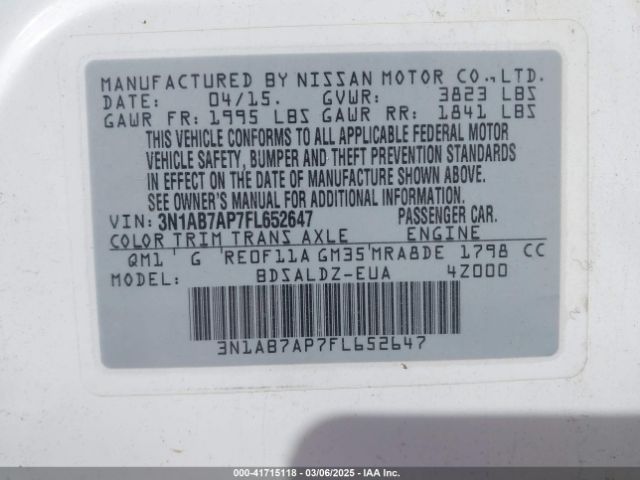 MANUFACTURED BY NISSAN MOTOR CO.,LTD.
DATE: 04/15. GVWR: 3823 LBS
GAWR FR: 1995 LBS GAWR RR: 1841 LBS
THIS VEHICLE CONFORMS TO ALL APPLICABLE FEDERAL MOTOR
VEHICLE SAFETY, BUMPER AND THEFT PREVENTION STANDARDS
IN EFFECT ON THE DATE OF MANUFACTURE SHOWN ABOVE.
SEE OWNER'S MANUAL FOR ADDITIONAL INFORMATION.
VIN: 3N1AB7AP7FL652647 PASSENGER CAR.
COLOR TRIM TRANS AXLE ENGINE
QM1 G RE0F11A GM35 MRA8DE 1798 CC
MODEL: BDSALDZ-EUA 4Z000
3N1AB7AP7FL652647
000-41715118 | 03/06/2025 - IAA, Inc.